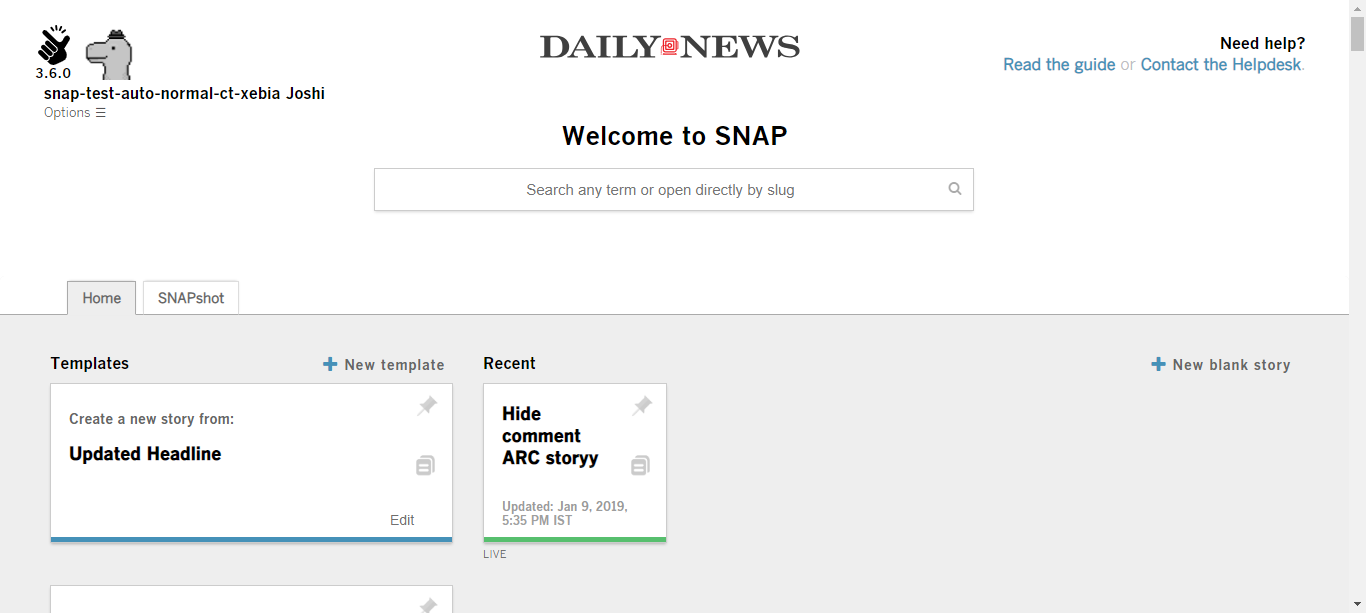 3.6.0
snap-test-auto-normal-ct-xebia Joshi
Options
DAILY NEWS
Need help?
Read the guide or Contact the Helpdesk.
Welcome to SNAP
Search any term or open directly by slug
Home
SNAPshot
Templates
New template
Create a new story from:
Updated Headline
Edit
Recent
New blank story
Hide
comment
ARC storyy
Updated: Jan 9, 2019,
5:35 PM IST
LIVE